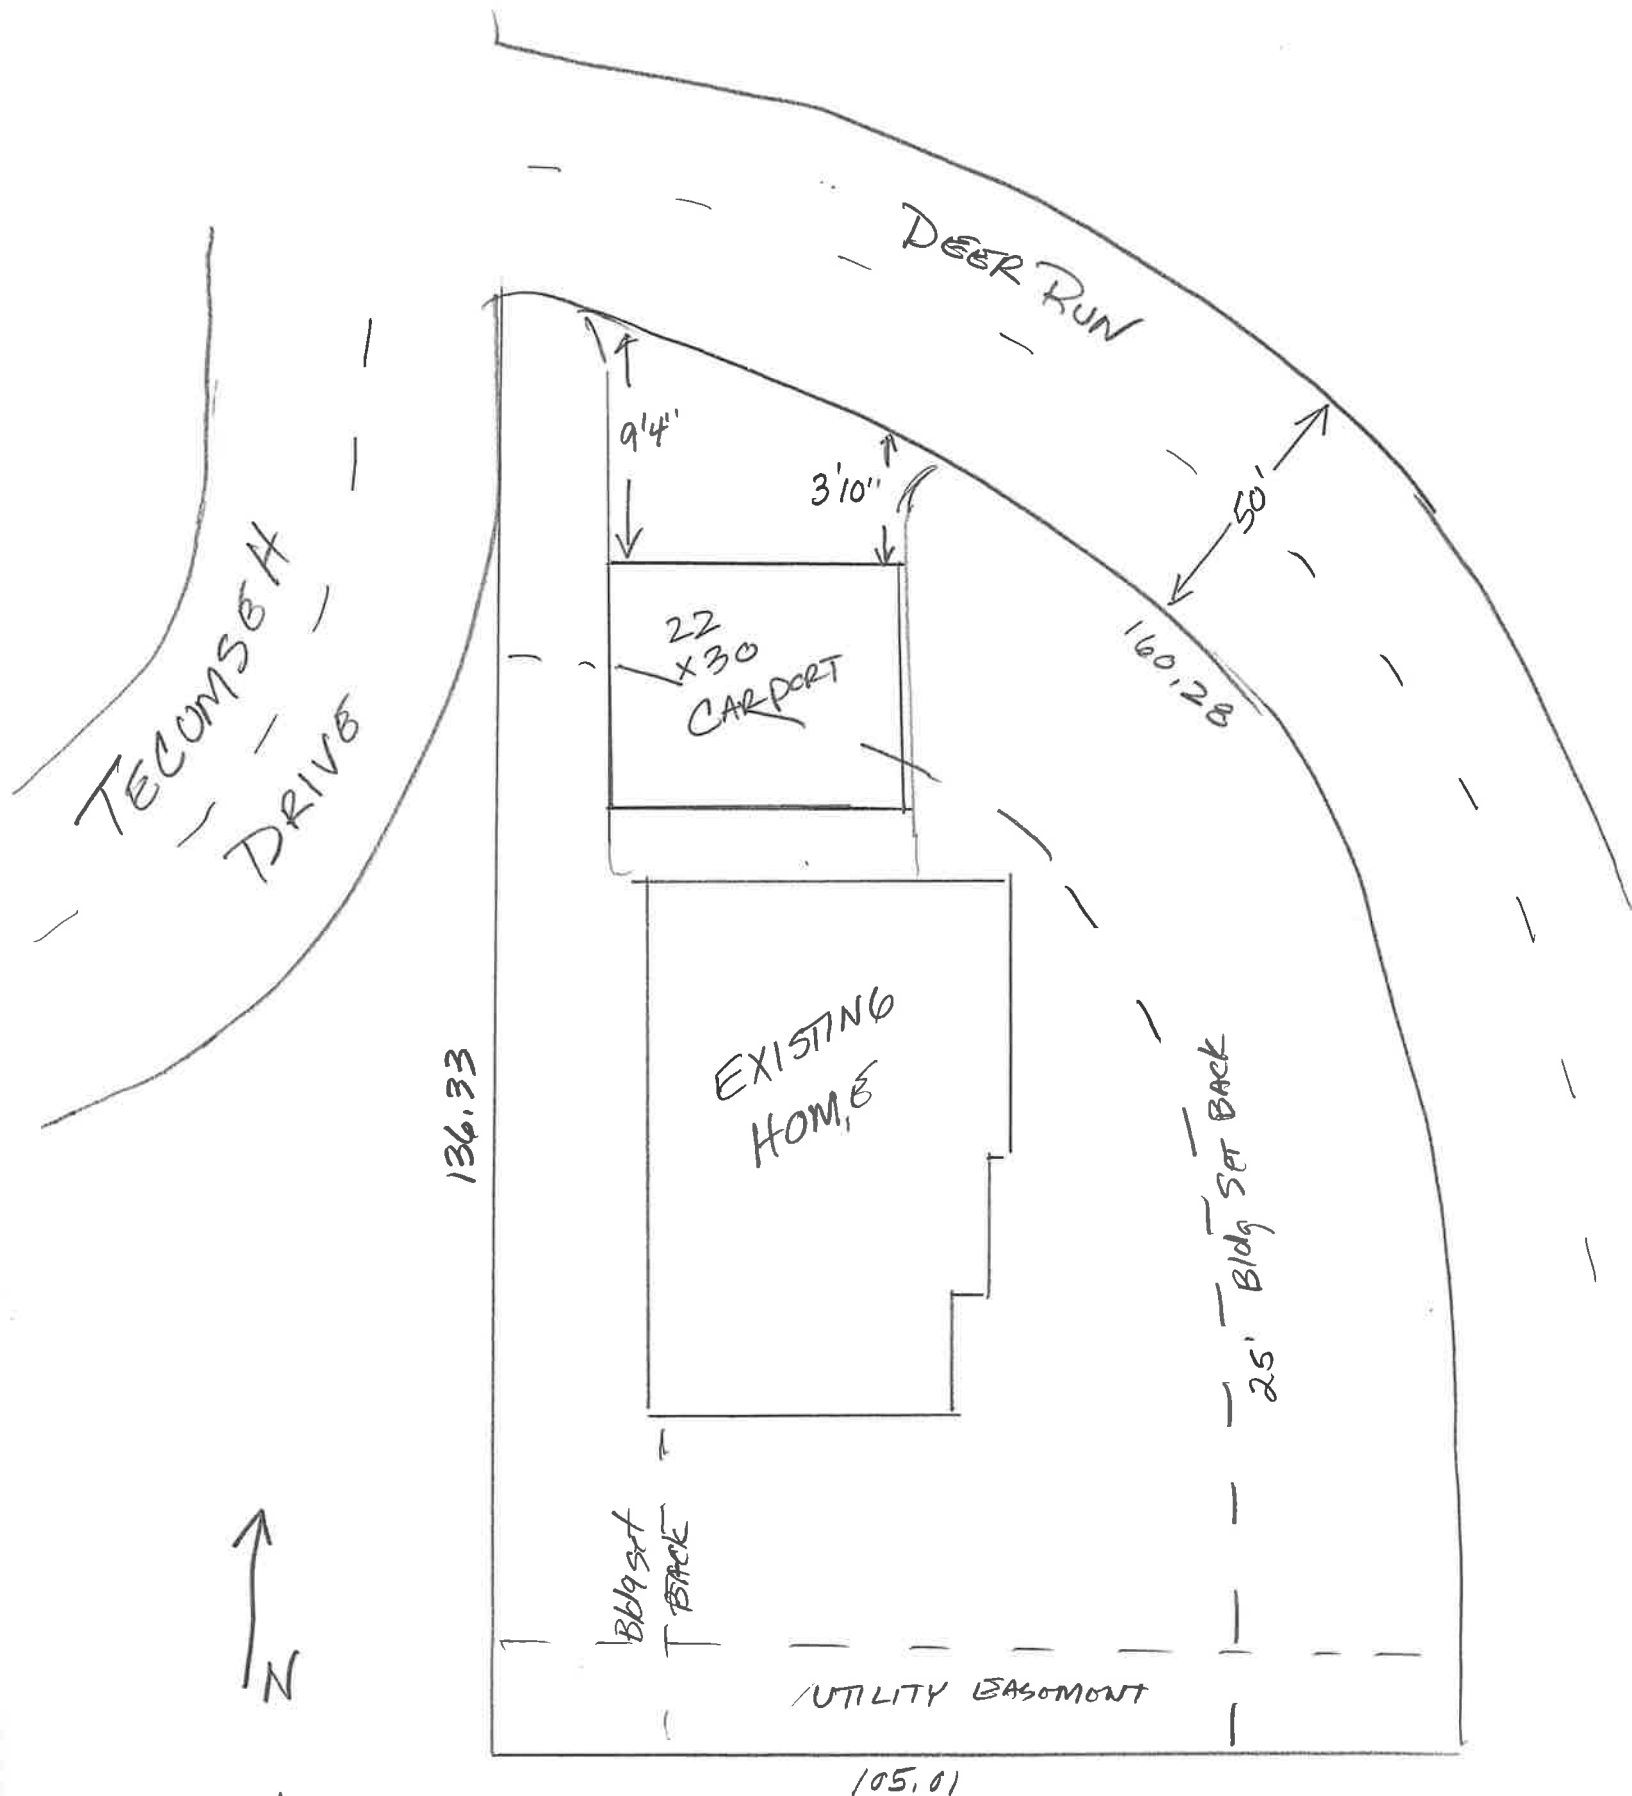 DEER RUN
9'4"
3'10"
50'
160.28
22
x30
CARPORT
TECUMSEH
DRIVE
EXISTING
HOME
136.33
25' Bldg Set BACK
Bldg set
BACK
N
UTILITY EASOMONT
105.01